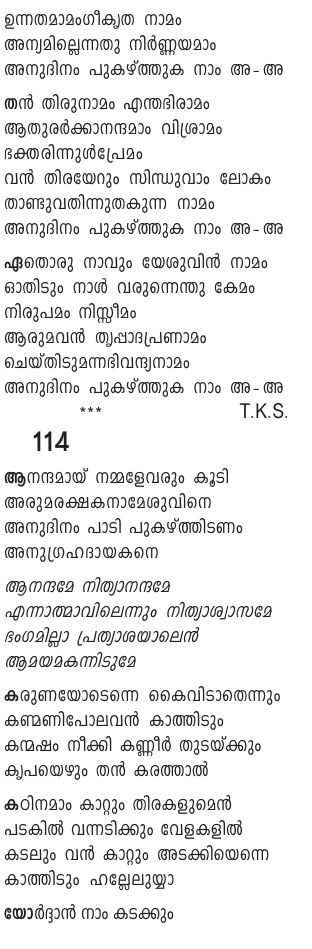 ഉന്നതമാമംഗീകൃത നാമം
അന്യമില്ലെന്നതു നിർണ്ണയമാം
അനുദിനം പുകഴ്ത്തുക നാം അ-അ
തൻ തിരുനാമം എന്തഭിരാമം
ആതുരർക്കാനന്ദമാം വിശ്രാമം
ഭക്തരിന്നുൾപ്രേമം
വൻ തിരയേറും സിന്ധുവാം ലോകം
താണ്ടുവതിന്നുതകുന്ന നാമം
അനുദിനം പുകഴ്ത്തുക നാം അ-അ
ഏതൊരു നാവും യേശുവിൻ നാമം
ഓതിടും നാൾ വരുന്നെന്തു കേമം
നിരുപമം നിസ്സീമം
ആരുമവൻ തൃപ്പാദപ്രണാമം
ചെയ്തിടുമന്നഭിവന്ദ്യനാമം
അനുദിനം പുകഴ്ത്തുക നാം അ-അ
*** T.K.S.
114
ആനന്ദമായ് നമ്മളേവരും കൂടി
അരുമരക്ഷകനാമേശുവിനെ
അനുദിനം പാടി പുകഴ്ത്തിടണം
അനുഗ്രഹദായകനെ
ആനന്ദമേ നിത്യാനന്ദമേ
എന്നാത്മാവിലെന്നും നിത്യാശ്വാസമേ
ഭംഗമില്ലാ പ്രത്യാശയാലെൻ
ആമയമകന്നിടുമേ
കരുണയോടെന്നെ കൈവിടാതെന്നും
കണ്മണിപോലവൻ കാത്തിടും
കന്മഷം നീക്കി കണ്ണീർ തുടയ്ക്കും
കൃപയെഴും തൻ കരത്താൽ
കഠിനമാം കാറ്റും തിരകളുമെൻ
പടകിൽ വന്നടിക്കും വേളകളിൽ
കടലും വൻ കാറ്റും അടക്കിയെന്നെ
കാത്തിടും ഹല്ലേലുയ്യാ
യോർദ്ദാൻ നാം കടക്കും